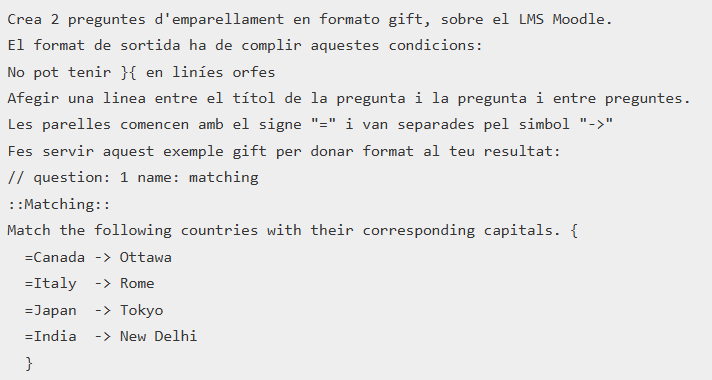 Crea 2 preguntes d'emparellament en formato gift, sobre el LMS Moodle.
El format de sortida ha de complir aquestes condicions:
No pot tenir }{ en liníes orfes
Afegir una linea entre el títol de la pregunta i la pregunta i entre preguntes.
Les parelles comencen amb el signe "=" i van separades pel simbol "->"
Fes servir aquest exemple gift per donar format al teu resultat:
// question: 1 name: matching
::Matching::
Match the following countries with their corresponding capitals. {
  =Canada -> Ottawa
  =Italy  -> Rome
  =Japan  -> Tokyo
  =India  -> New Delhi
  }